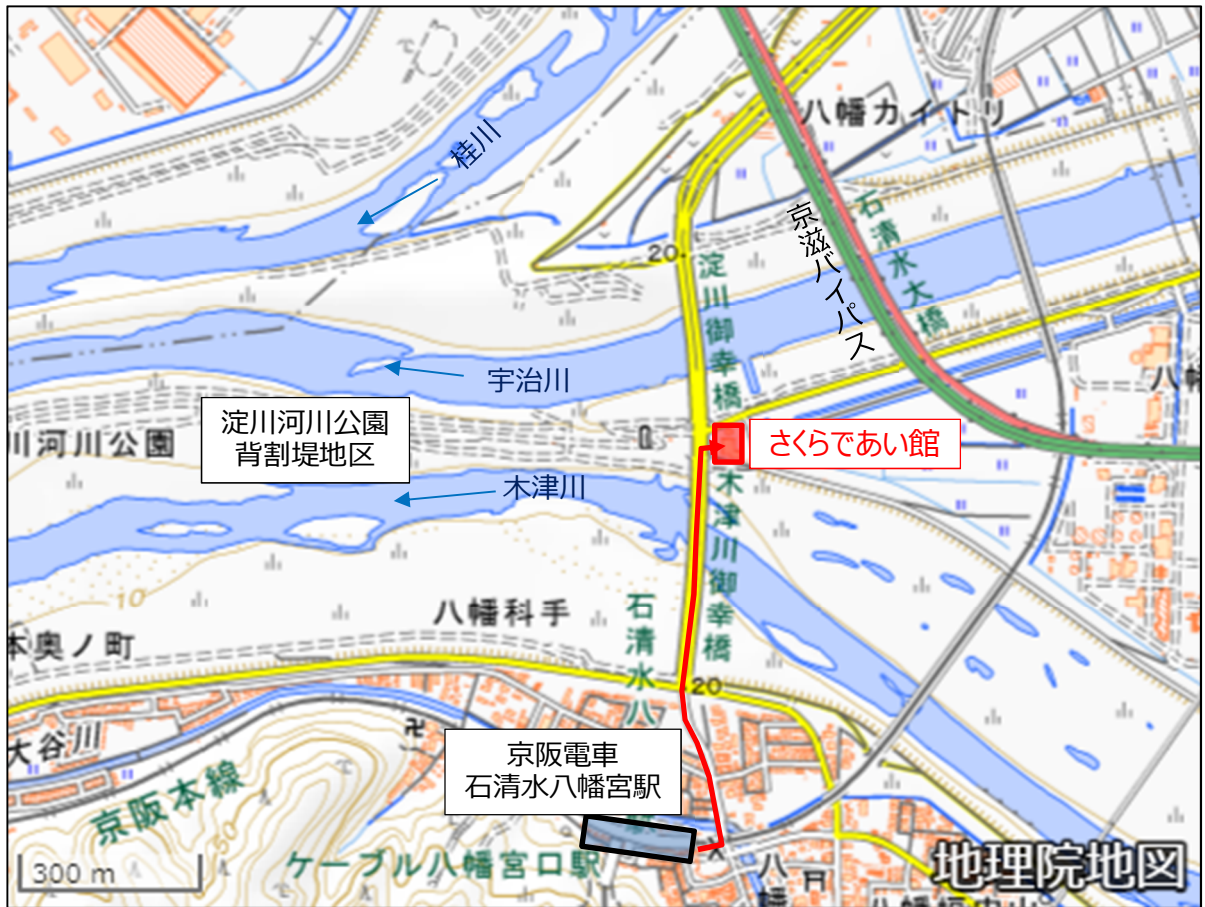 桂川
八幡カイトリ
石清水大橋
京滋バイパス
20
淀川御幸橋
宇治川
淀川河川公園
背割堤地区
川河川公園
さくらであい館
木津川
木津川御幸橋
10
八幡科手
本奥ノ町
石清水八
20
大谷川
京阪電車
石清水八幡宮駅
京阪本線
60
ケーブル八幡宮口駅
300 m
地理院地図